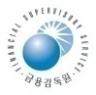 FINANCIAL SUPERVISORY SERVICE
금융감독원